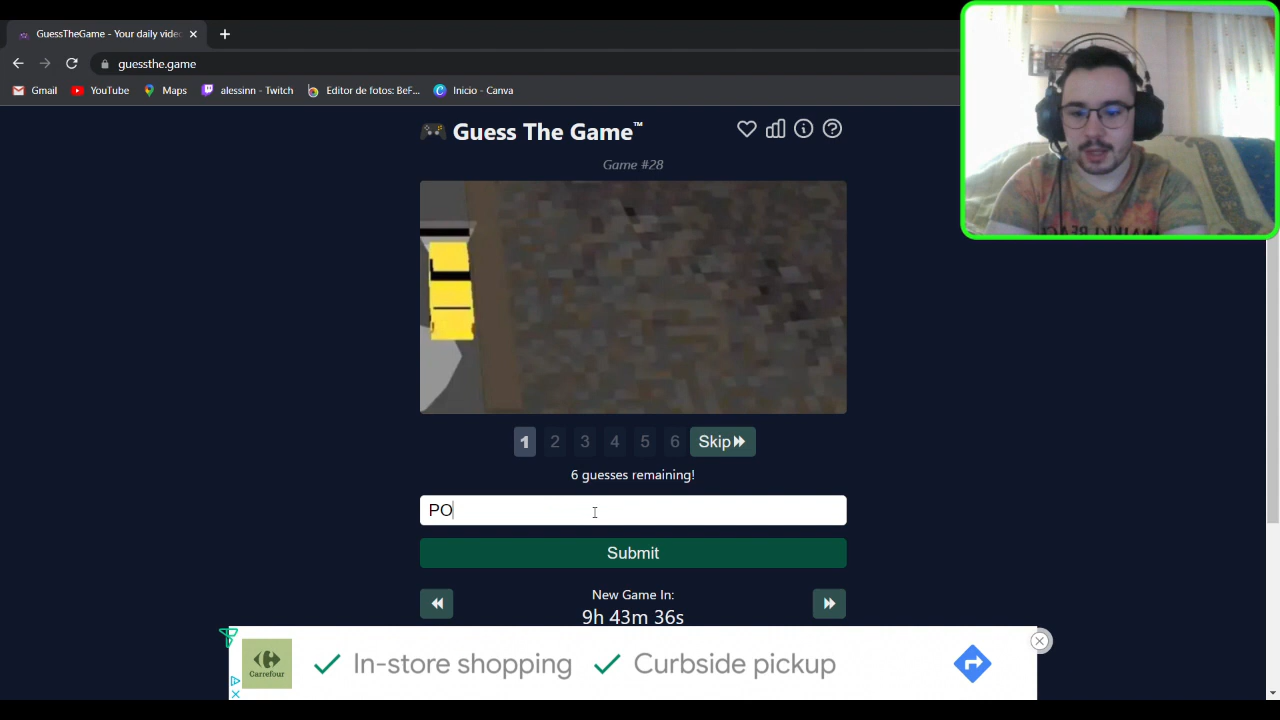 GuessTheGame - Your daily vide
guessthe.game
Gmail
YouTube
Maps
alessinn - Twitch
Editor de fotos: BeF...
Inicio - Canva
Guess The Game™
Game #28
1 2 3 4 5 6 Skip
6 guesses remaining!
PO
Submit
New Game In:
9h 43m 36s
Carrefour
In-store shopping
Curbside pickup